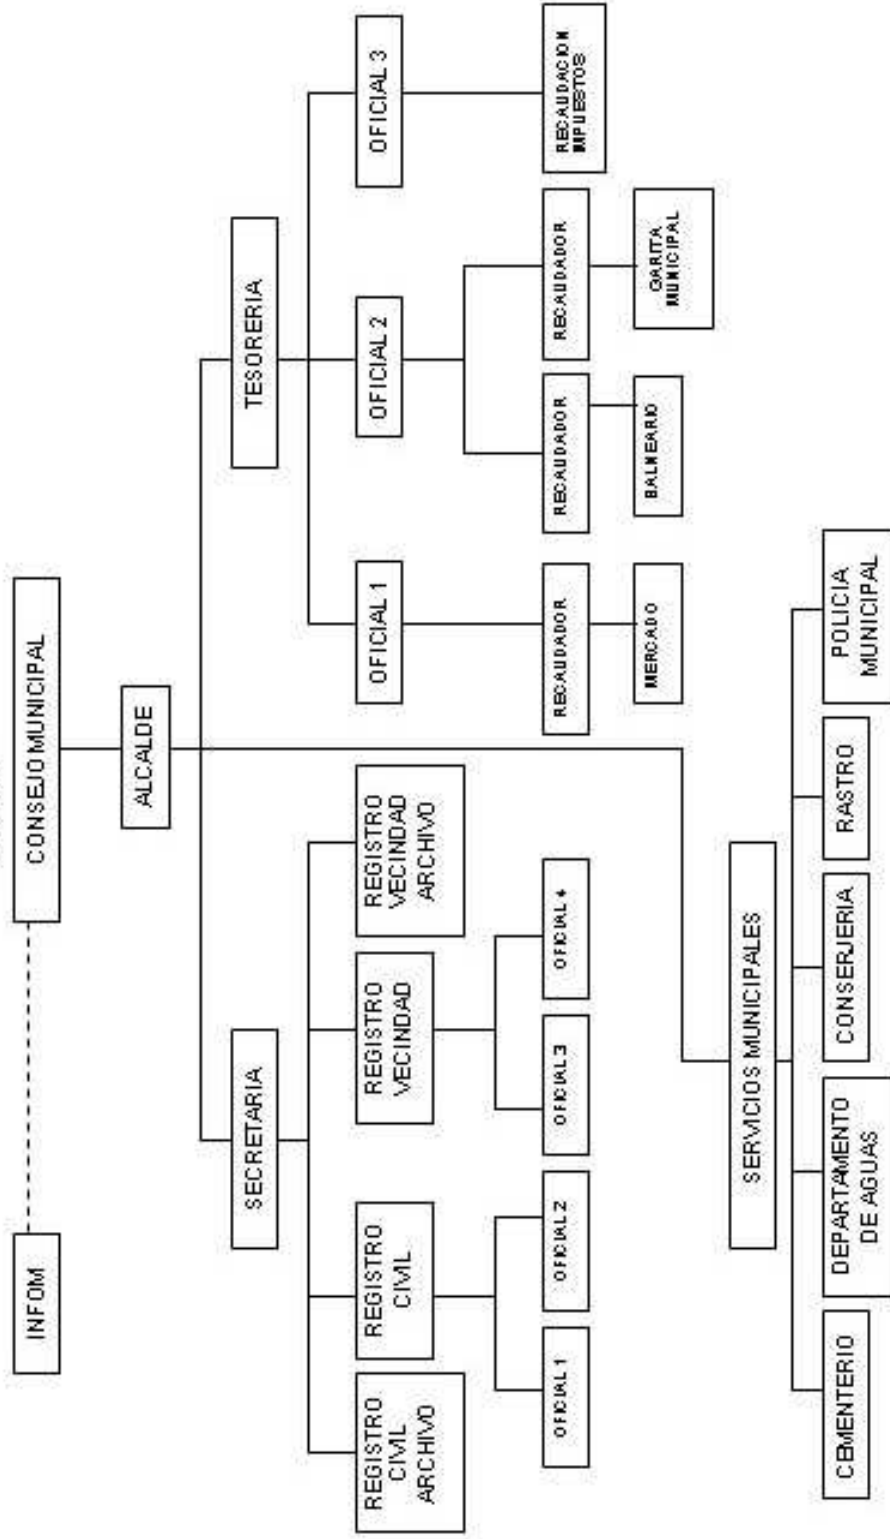 INFOM
CONSEJO MUNICIPAL
ALCALDE
SECRETARIA
TESORERIA
REGISTRO
CIVIL
ARCHIVO
REGISTRO
CIVIL
REGISTRO
VECINDAD
REGISTRO
VECINDAD
ARCHIVO
OFICIAL 1
OFICIAL 2
OFICIAL 3
OFICIAL 1
OFICIAL 2
OFICIAL 3
OFICIAL 4
RECAUDADOR
RECAUDADOR
RECAUDADOR
RECAUDACION
IMPUESTOS
MERCADO
BALNEARIO
GARITA
MUNICIPAL
SERVICIOS MUNICIPALES
CEMENTERIO
DEPARTAMENTO
DE AGUAS
CONSERJERIA
RASTRO
POLICIA
MUNICIPAL